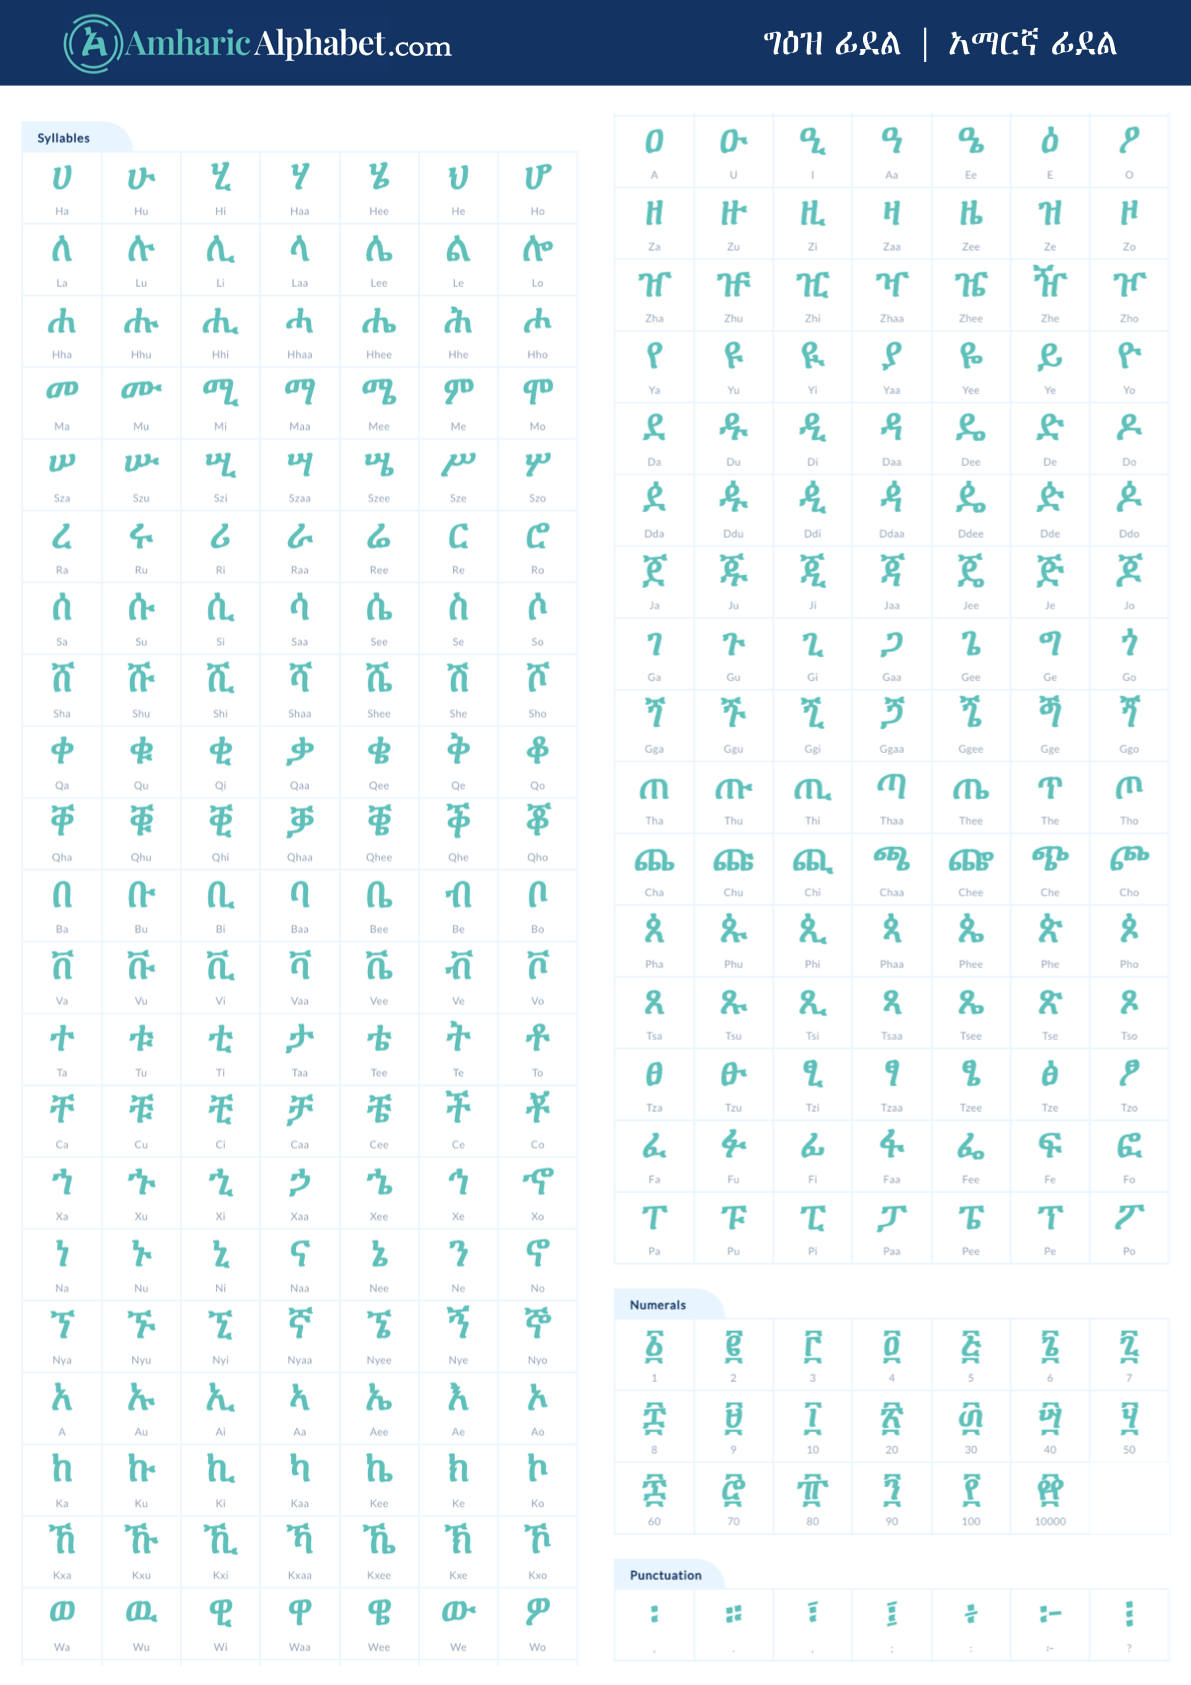 AmharicAlphabet.com
ግዕዝ ፊደል | አማርኛ ፊደል
Syllables
ሀ ሁ ሂ ሃ ሄ ህ ሆ
Ha Hu Hi Haa Hee He Ho
ለ ሉ ሊ ላ ሌ ል ሎ
La Lu Li Laa Lee Le Lo
ሐ ሑ ሒ ሓ ሔ ሕ ሖ
Hha Hhu Hhi Hhaa Hhee Hhe Hho
መ ሙ ሚ ማ ሜ ም ሞ
Ma Mu Mi Maa Mee Me Mo
ሠ ሡ ሢ ሣ ሤ ሥ ሦ
Sza Szu Szi Szaa Szee Sze Szo
ረ ሩ ሪ ራ ሬ ር ሮ
Ra Ru Ri Raa Ree Re Ro
ሰ ሱ ሲ ሳ ሴ ስ ሶ
Sa Su Si Saa See Se So
ሸ ሹ ሺ ሻ ሼ ሽ ሾ
Sha Shu Shi Shaa Shee She Sho
ቀ ቁ ቂ ቃ ቄ ቅ ቆ
Qa Qu Qi Qaa Qee Qe Qo
ቐ ቑ ቒ ቓ ቔ ቕ ቖ
Qha Qhu Qhi Qhaa Qhee Qhe Qho
በ ቡ ቢ ባ ቤ ብ ቦ
Ba Bu Bi Baa Bee Be Bo
ቨ ቩ ቪ ቫ ቬ ቭ ቮ
Va Vu Vi Vaa Vee Ve Vo
ተ ቱ ቲ ታ ቴ ት ቶ
Ta Tu Ti Taa Tee Te To
ቸ ቹ ቺ ቻ ቼ ች ቾ
Ca Cu Ci Caa Cee Ce Co
ኀ ኁ ኂ ኃ ኄ ኅ ኆ
Xa Xu Xi Xaa Xee Xe Xo
ነ ኑ ኒ ና ኔ ን ኖ
Na Nu Ni Naa Nee Ne No
ኘ ኙ ኚ ኛ ኜ ኝ ኞ
Nya Nyu Nyi Nyaa Nyee Nye Nyo
አ ኡ ኢ ኣ ኤ እ ኦ
A Au Ai Aa Aee Ae Ao
ከ ኩ ኪ ካ ኬ ክ ኮ
Ka Ku Ki Kaa Kee Ke Ko
ኸ ኹ ኺ ኻ ኼ ኽ ኾ
Kxa Kxu Kxi Kxaa Kxee Kxe Kxo
ወ ዉ ዊ ዋ ዌ ው ዎ
Wa Wu Wi Waa Wee We Wo
ዐ ዑ ዒ ዓ ዔ ዕ ዖ
A U I Aa Ee E O
ዘ ዙ ዚ ዛ ዜ ዝ ዞ
Za Zu Zi Zaa Zee Ze Zo
ዠ ዡ ዢ ዣ ዤ ዥ ዦ
Zha Zhu Zhi Zhaa Zhee Zhe Zho
የ ዩ ዪ ያ ዬ ይ ዮ
Ya Yu Yi Yaa Yee Ye Yo
ደ ዱ ዲ ዳ ዴ ድ ዶ
Da Du Di Daa Dee De Do
ዸ ዹ ዺ ዻ ዼ ዽ ዾ
Dda Ddu Ddi Ddaa Ddee Dde Ddo
ጀ ጁ ጂ ጃ ጄ ጅ ጆ
Ja Ju Ji Jaa Jee Je Jo
ገ ጉ ጊ ጋ ጌ ግ ጎ
Ga Gu Gi Gaa Gee Ge Go
ጘ ጙ ጚ ጛ ጜ ጝ ጞ
Gga Ggu Ggi Ggaa Ggee Gge Ggo
ጠ ጡ ጢ ጣ ጤ ጥ ጦ
Tha Thu Thi Thaa Thee The Tho
ጨ ጩ ጪ ጫ ጬ ጭ ጮ
Cha Chu Chi Chaa Chee Che Cho
ጰ ጱ ጲ ጳ ጴ ጵ ጶ
Pha Phu Phi Phaa Phee Phe Pho
ጸ ጹ ጺ ጻ ጼ ጽ ጾ
Tsa Tsu Tsi Tsaa Tsee Tse Tso
ፀ ፁ ፂ ፃ ፄ ፅ ፆ
Tza Tzu Tzi Tzaa Tzee Tze Tzo
ፈ ፉ ፊ ፋ ፌ ፍ ፎ
Fa Fu Fi Faa Fee Fe Fo
ፐ ፑ ፒ ፓ ፔ ፕ ፖ
Pa Pu Pi Paa Pee Pe Po
Numerals
፩ ፪ ፫ ፬ ፭ ፮ ፯
1 2 3 4 5 6 7
፰ ፱ ፲ ፳ ፴ ፵ ፶
8 9 10 20 30 40 50
፷ ፸ ፹ ፺ ፻ ፼
60 70 80 90 100 10000
Punctuation
፡ ። ፣ ፤ ፥ ፦ ፧
, . , ; : :- ?